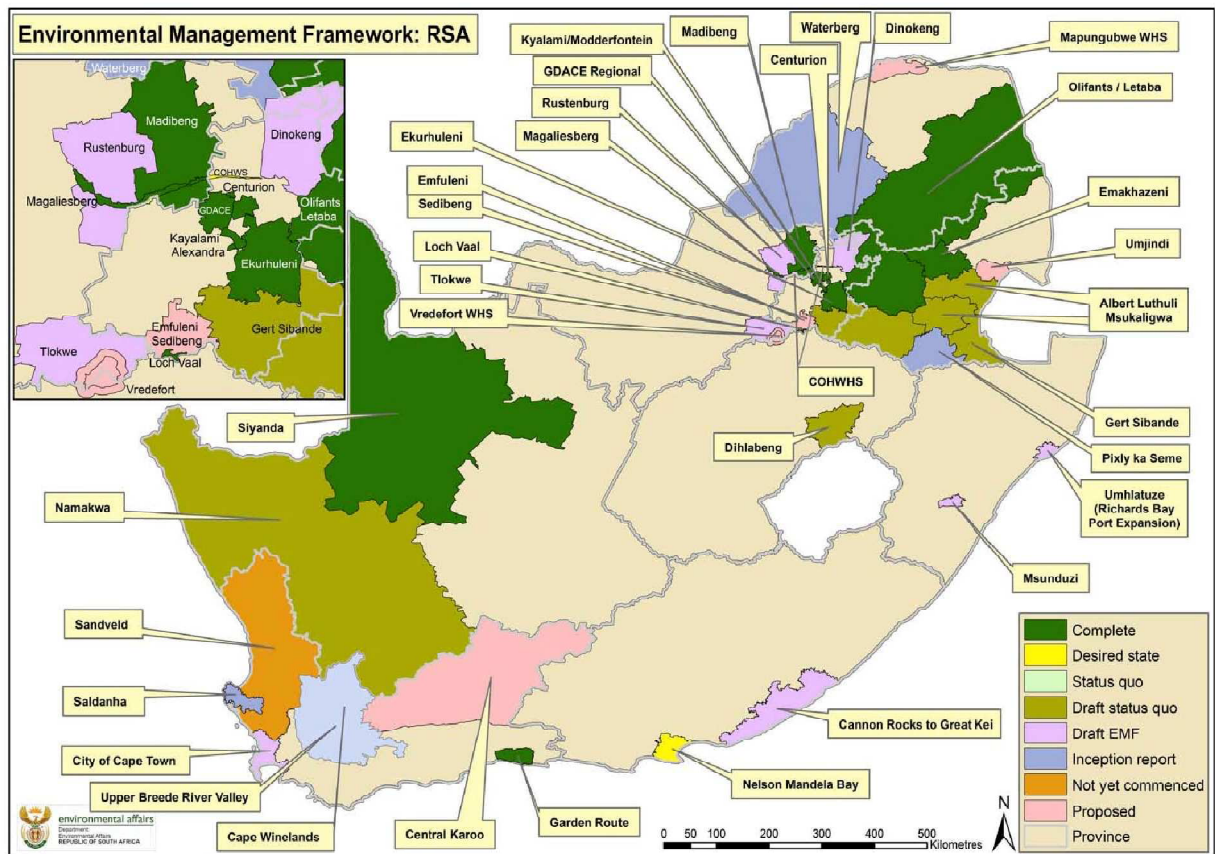 Environmental Management Framework: RSA
Waterberg
Madibeng
Rustenburg
Dinokeng
COHWS
Centurion
Magaliesberg
GDACE
Olifants
Letaba
Kayalami
Alexandra
Ekurhuleni
Emfuleni
Sedibeng
Gert Sibande
Tlokwe
Loch Vaal
Vredefort
Kyalami/Modderfontein
Madibeng
Waterberg
Dinokeng
Mapungubwe WHS
GDACE Regional
Centurion
Olifants / Letaba
Rustenburg
Ekurhuleni
Magaliesberg
Emfuleni
Sedibeng
Emakhazeni
Loch Vaal
Umjindi
Tlokwe
Albert Luthuli
Msukaligwa
Vredefort WHS
COHWHS
Siyanda
Dihlabeng
Gert Sibande
Pixly ka Seme
Namakwa
Umhlatuze
(Richards Bay
Port Expansion)
Msunduzi
Sandveld
Saldanha
City of Cape Town
Upper Breede River Valley
Cape Winelands
Central Karoo
Garden Route
Nelson Mandela Bay
Cannon Rocks to Great Kei
Complete
Desired state
Status quo
Draft status quo
Draft EMF
Inception report
Not yet commenced
Proposed
Province
environmental affairs
Department:
Environmental Affairs
REPUBLIC OF SOUTH AFRICA
0 50 100 200 300 400 500
Kilometres
N